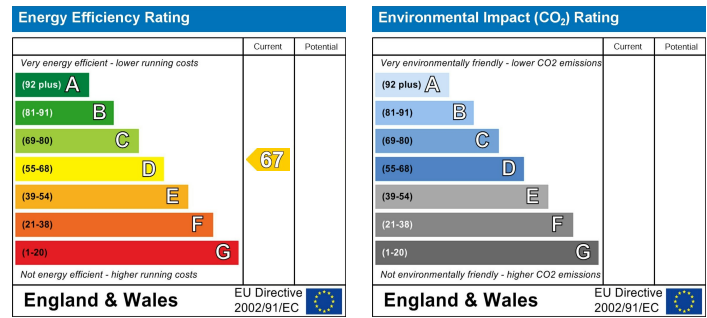 Energy Efficiency Rating
Current Potential
Very energy efficient - lower running costs
(92 plus) A
(81-91) B
(69-80) C
(55-68) D
67
(39-54) E
(21-38) F
(1-20) G
Not energy efficient - higher running costs
England & Wales
EU Directive
2002/91/EC
Environmental Impact (CO₂) Rating
Current Potential
Very environmentally friendly - lower CO2 emissions
(92 plus) A
(81-91) B
(69-80) C
(55-68) D
(39-54) E
(21-38) F
(1-20) G
Not environmentally friendly - higher CO2 emissions
England & Wales
EU Directive
2002/91/EC